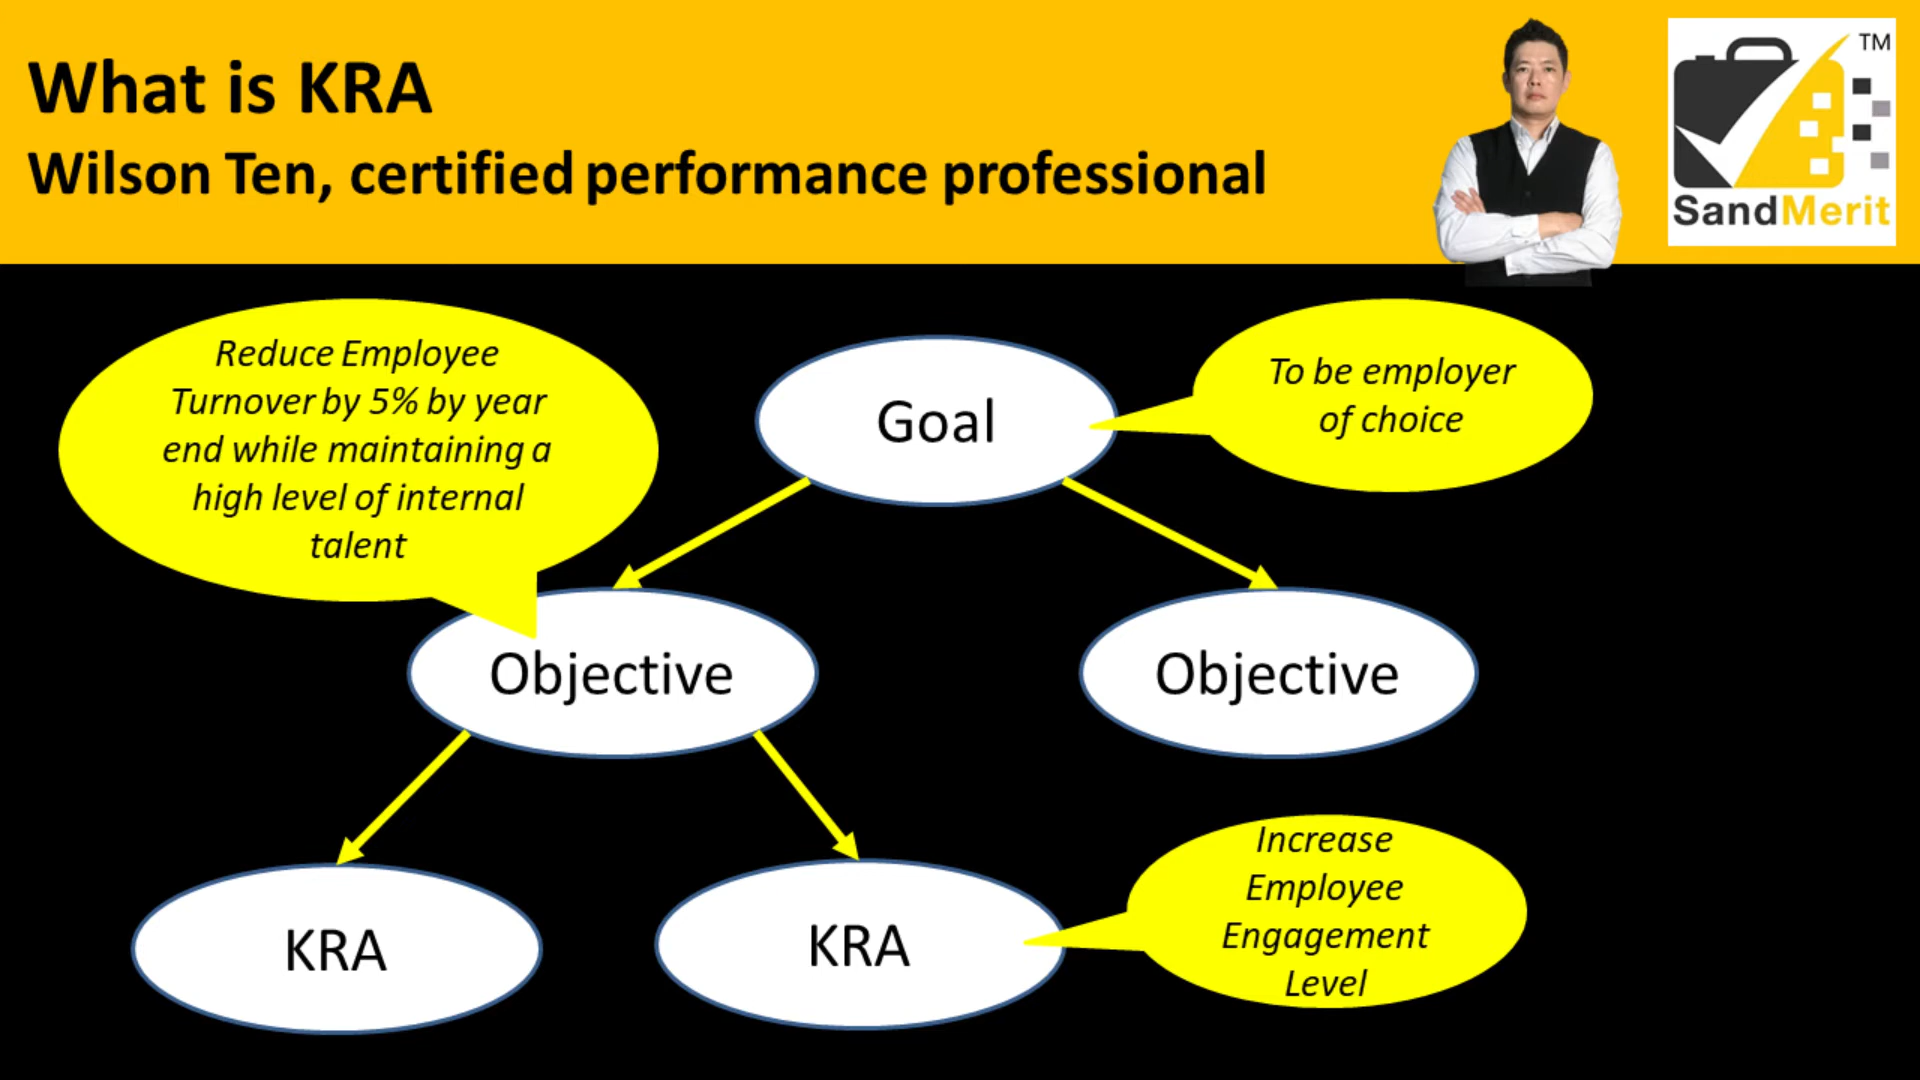 What is KRA
Wilson Ten, certified performance professional
TM
SandMerit
Reduce Employee
Turnover by 5% by year
end while maintaining a
high level of internal
talent
Goal
To be employer
of choice
Objective
Objective
KRA
KRA
Increase
Employee
Engagement
Level